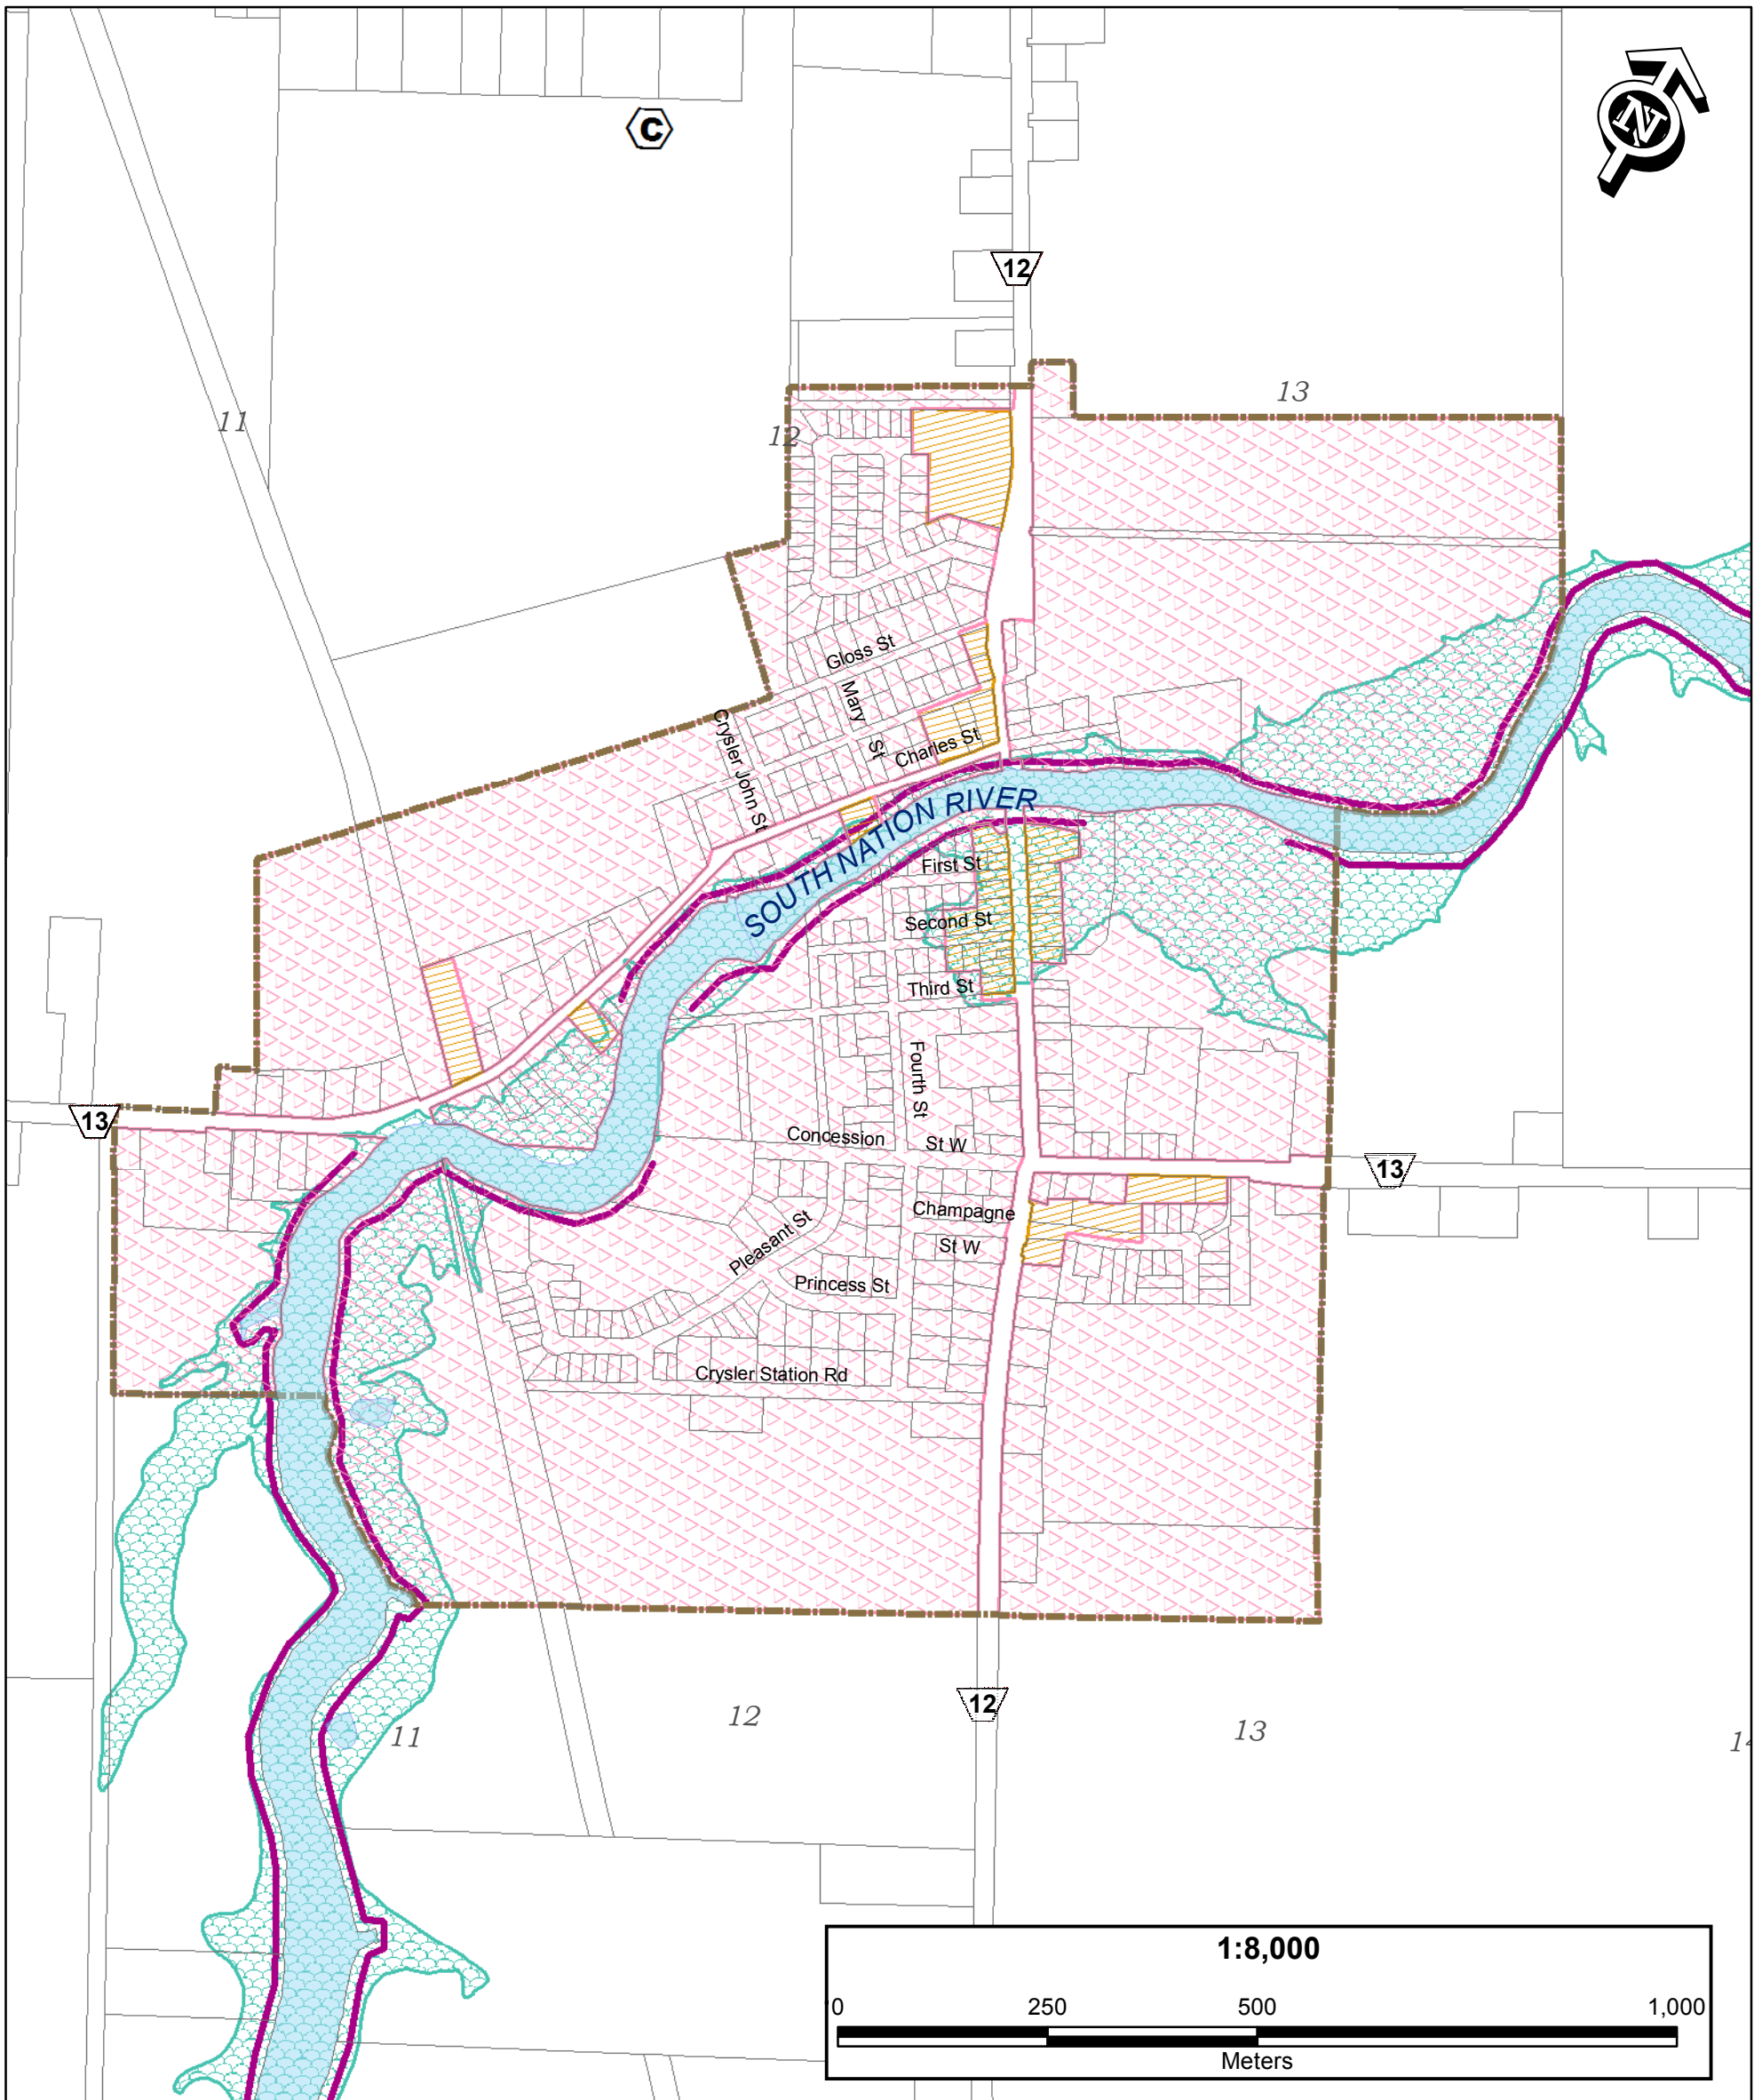 C
N
12
11
12
13
Gloss St
Mary St
Crysler John St
Charles St
SOUTH NATION RIVER
First St
Second St
Third St
Fourth St
13
Concession St W
13
Champagne St W
Pleasant St
Princess St
Crysler Station Rd
12
11
12
13
1:8,000
0 250 500 1,000
Meters